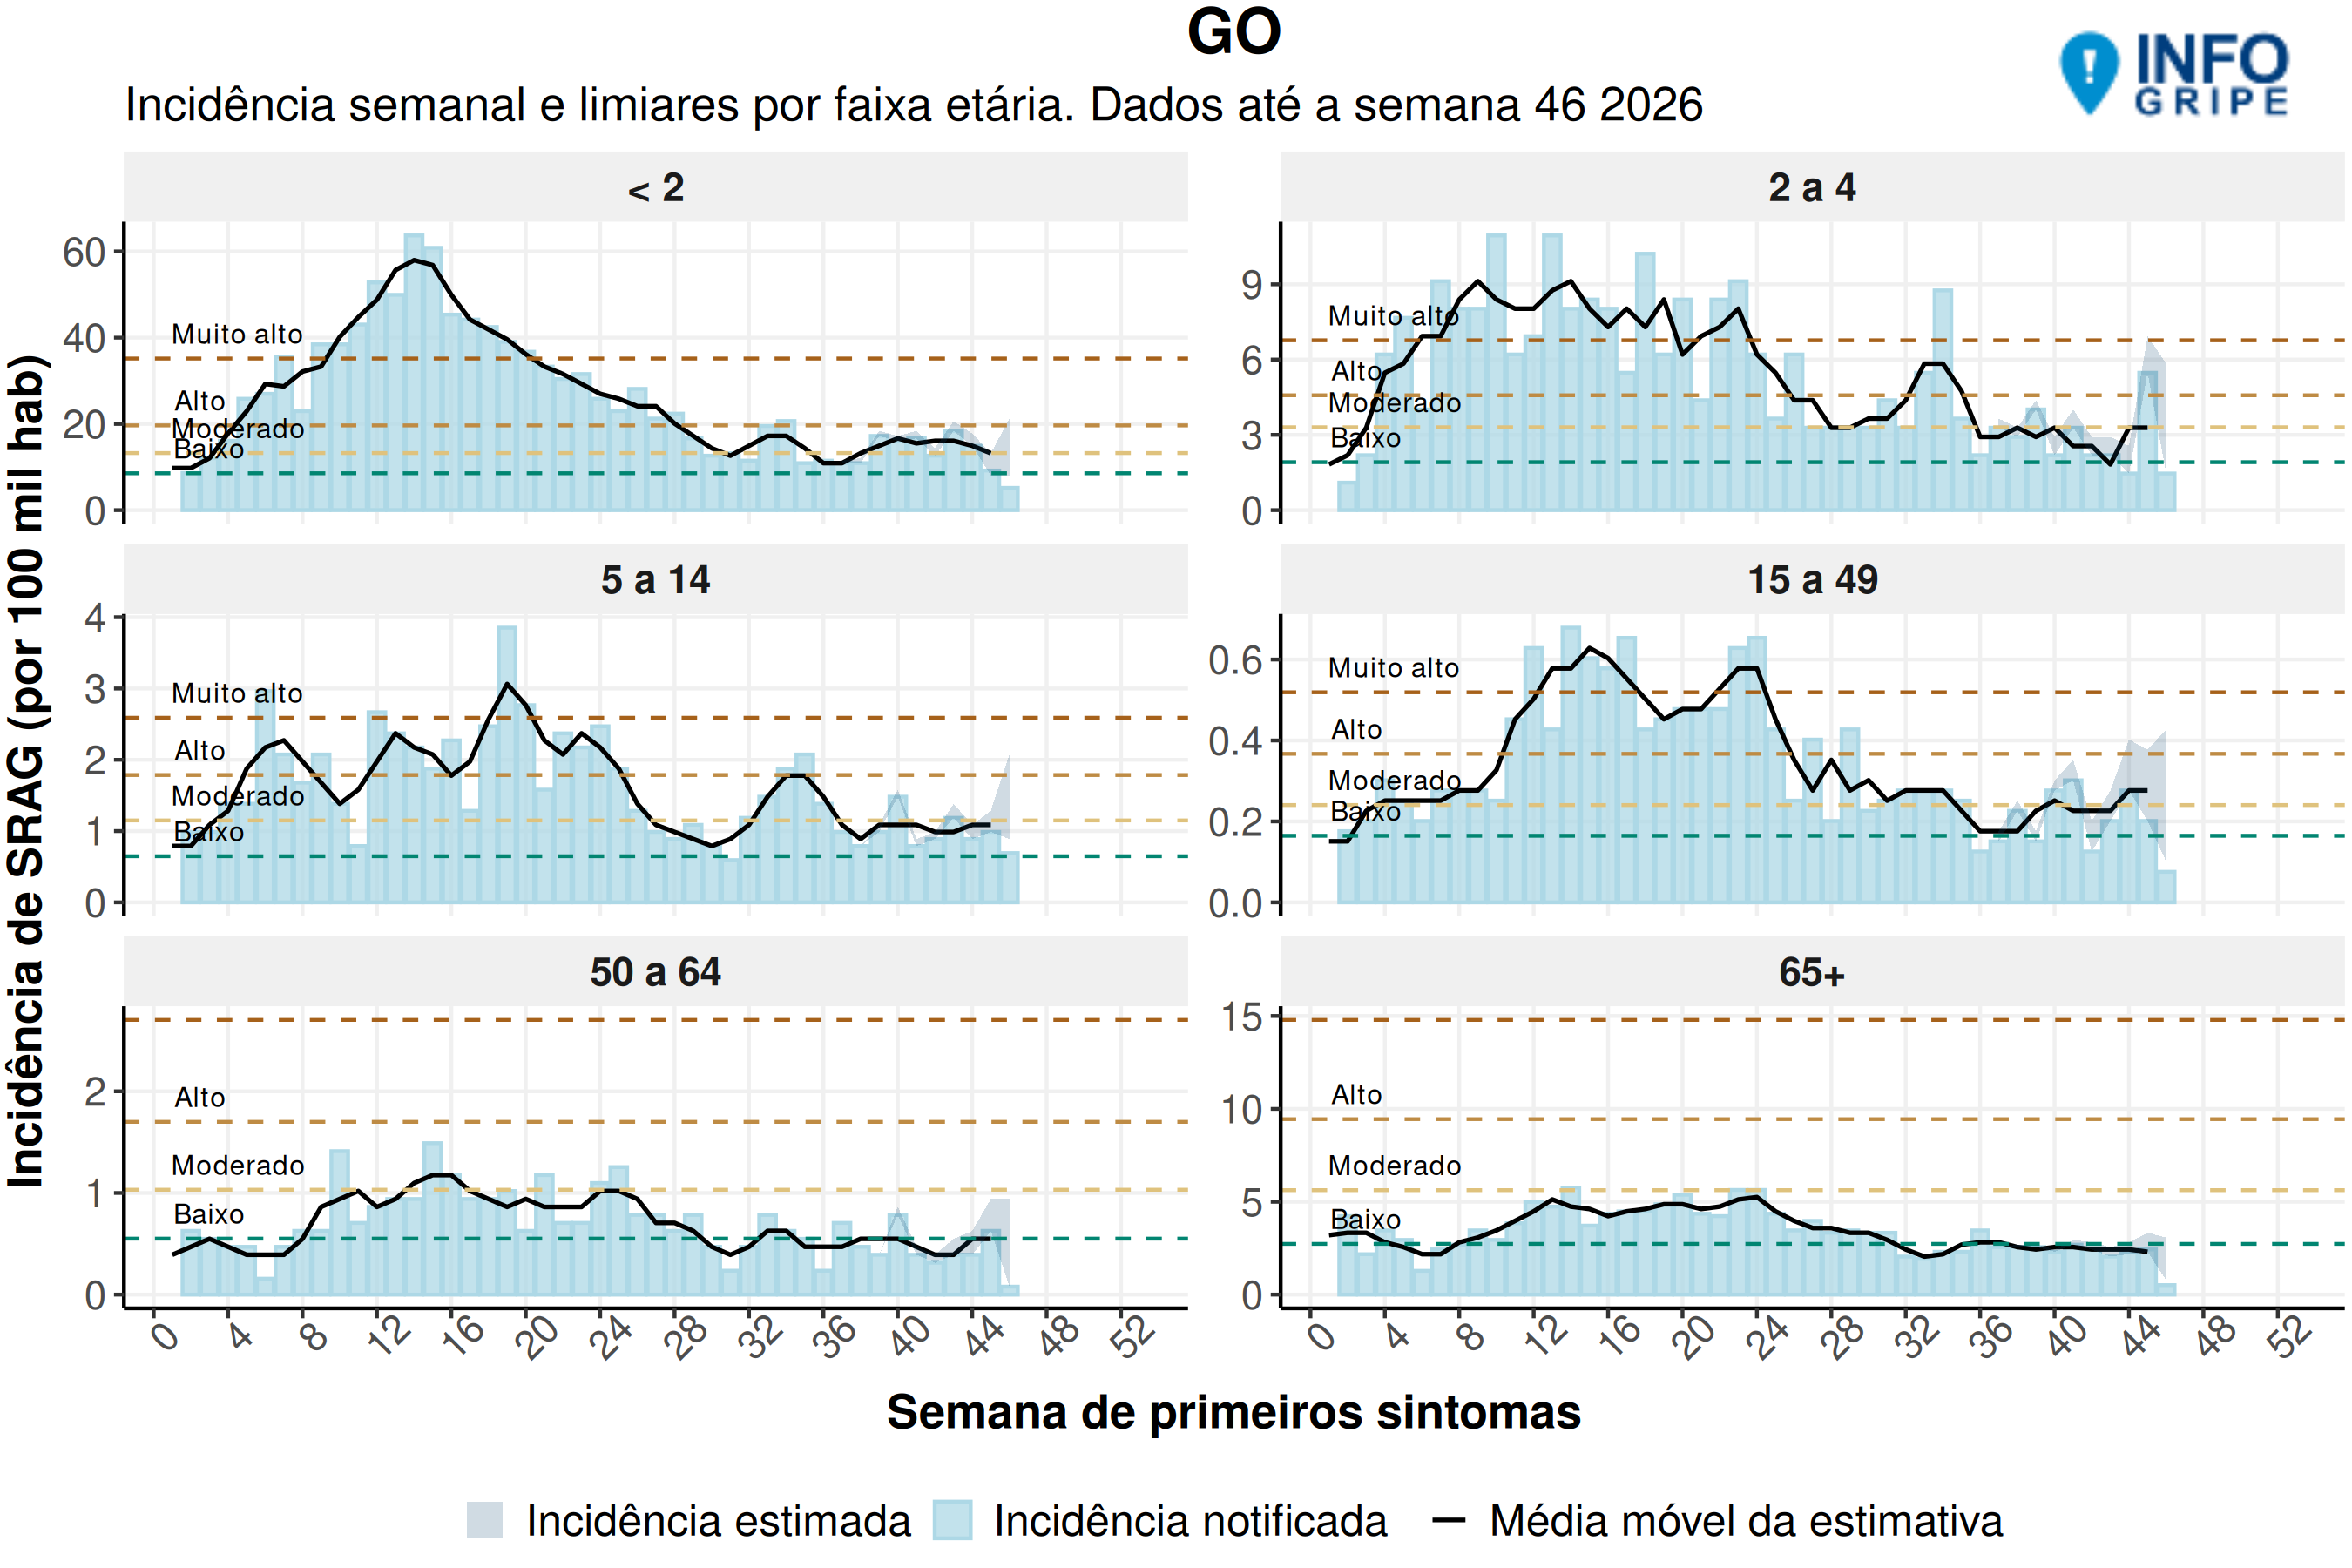 GO
INFO
GRIPE
Incidência semanal e limiares por faixa etária. Dados até a semana 46 2026
Incidência de SRAG (por 100 mil hab)
< 2
60
40
20
0
Muito alto
Alto
Moderado
Baixo
2 a 4
9
6
3
0
Muito alto
Alto
Moderado
Baixo
5 a 14
4
3
2
1
0
Muito alto
Alto
Moderado
Baixo
15 a 49
0.6
0.4
0.2
0.0
Muito alto
Alto
Moderado
Baixo
50 a 64
2
1
0
Alto
Moderado
Baixo
65+
15
10
5
0
Alto
Moderado
Baixo
0 4 8 12 16 20 24 28 32 36 40 44 48 52
0 4 8 12 16 20 24 28 32 36 40 44 48 52
Semana de primeiros sintomas
Incidência estimada Incidência notificada Média móvel da estimativa